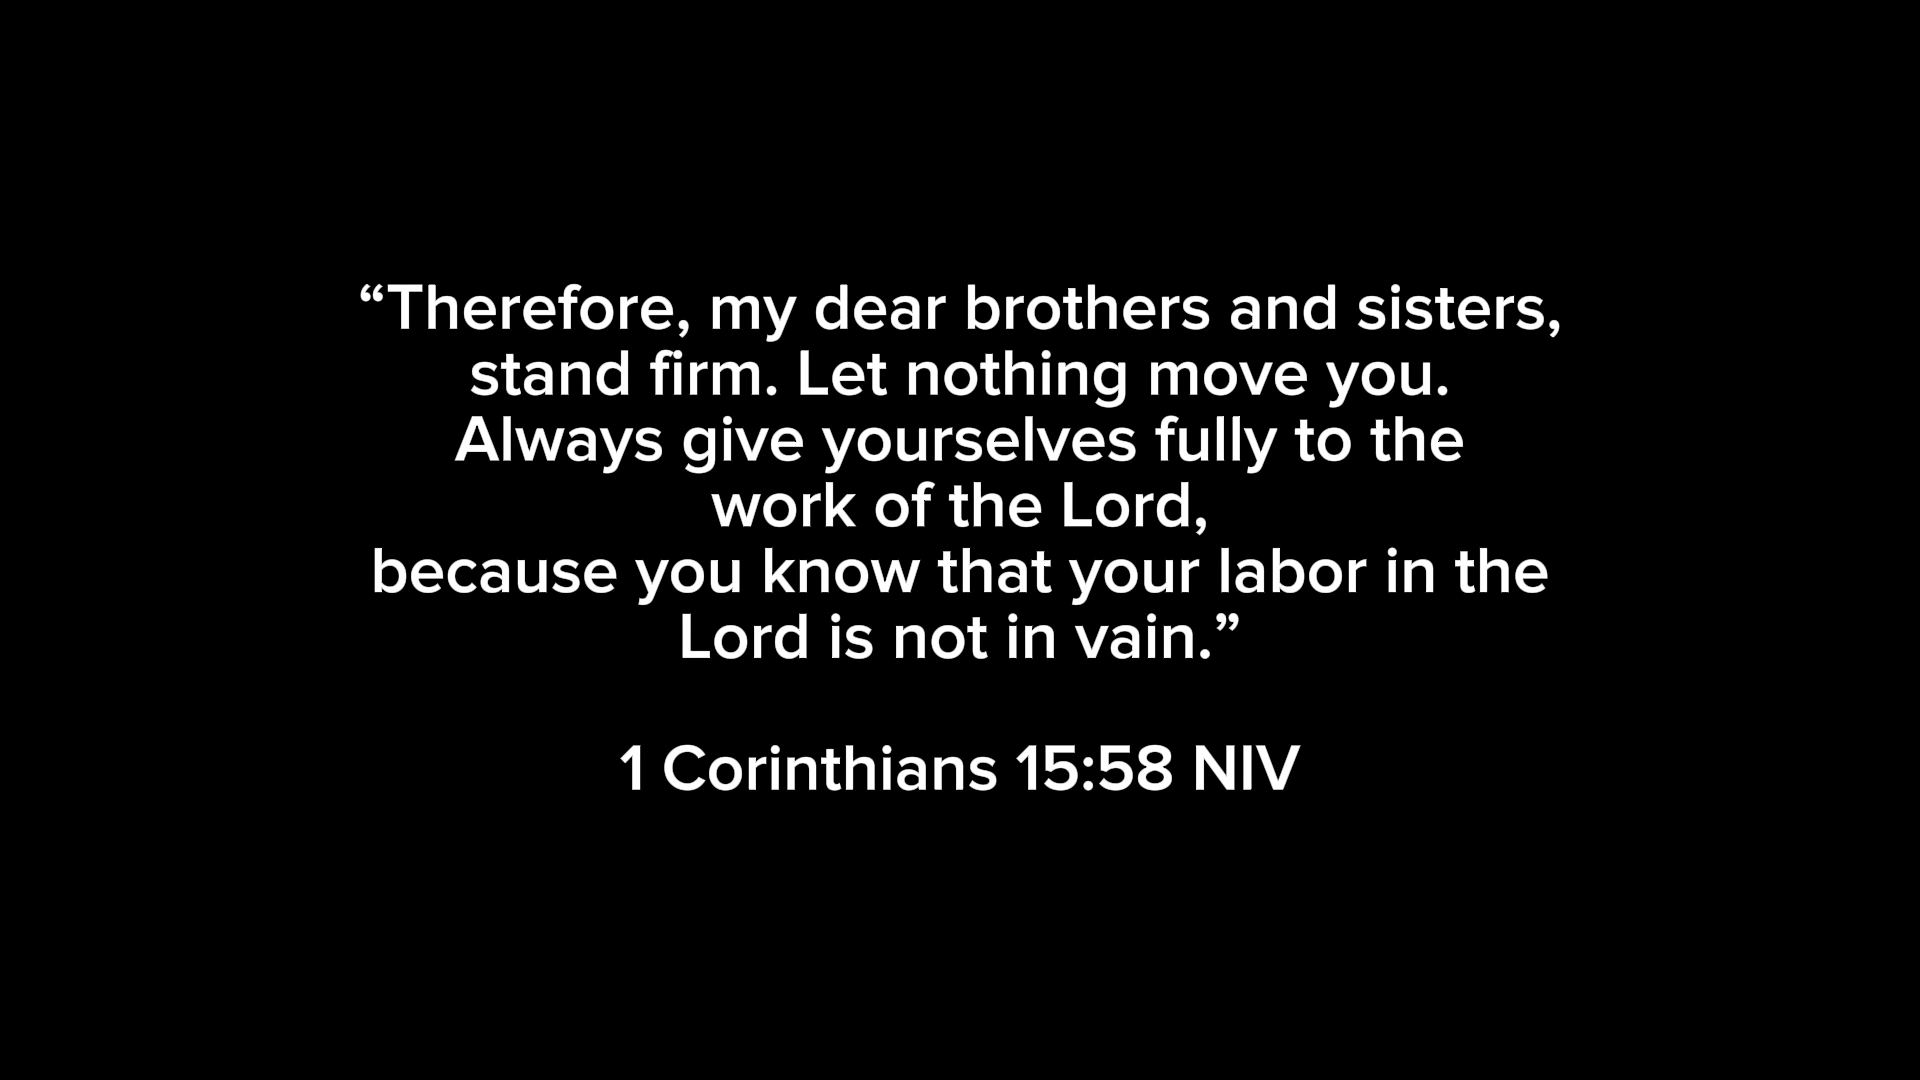 “Therefore, my dear brothers and sisters,
stand firm. Let nothing move you.
Always give yourselves fully to the
work of the Lord,
because you know that your labor in the
Lord is not in vain.”
1 Corinthians 15:58 NIV